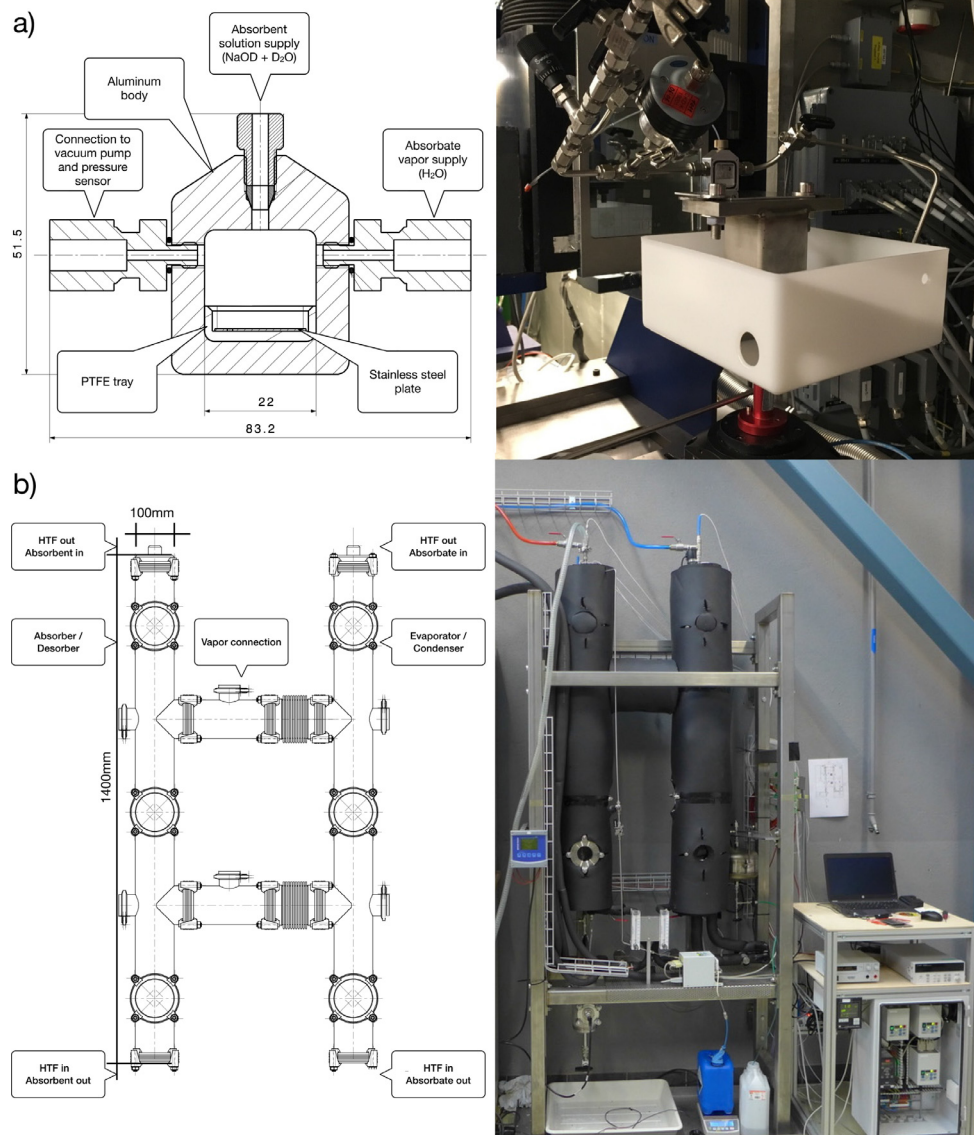 a)
Absorbent
solution supply
(NaOD + D₂O)
Aluminum
body
Connection to
vacuum pump
and pressure
sensor
Absorbate
vapor supply
(H₂O)
51.5
PTFE tray
Stainless steel
plate
22
83.2
b)
100mm
HTF out
Absorbent in
HTF out
Absorbate in
Absorber /
Desorber
Vapor connection
Evaporator /
Condenser
1400mm
HTF in
Absorbent out
HTF in
Absorbate out